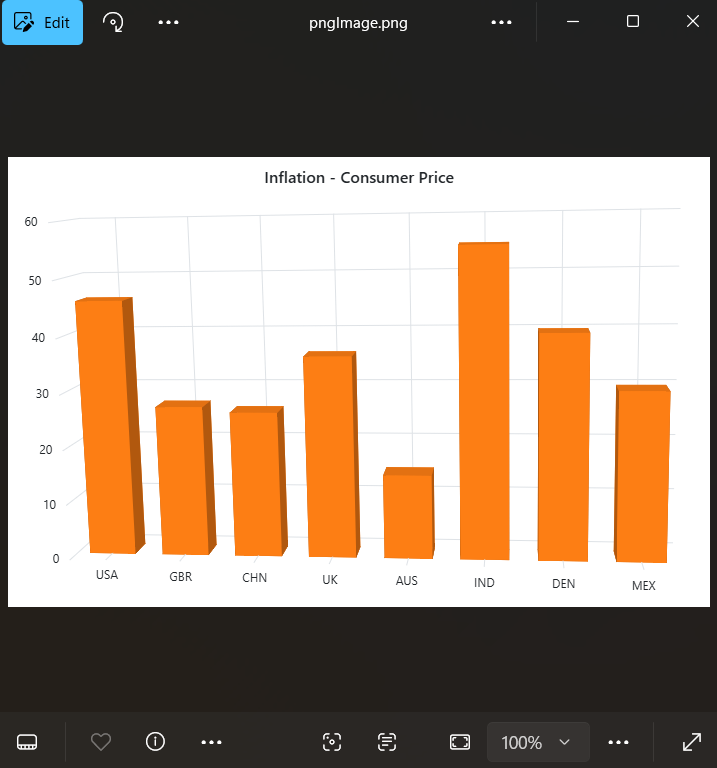 Edit
pngImage.png
Inflation - Consumer Price
60
50
40
30
20
10
0
USA GBR CHN UK AUS IND DEN MEX
100%